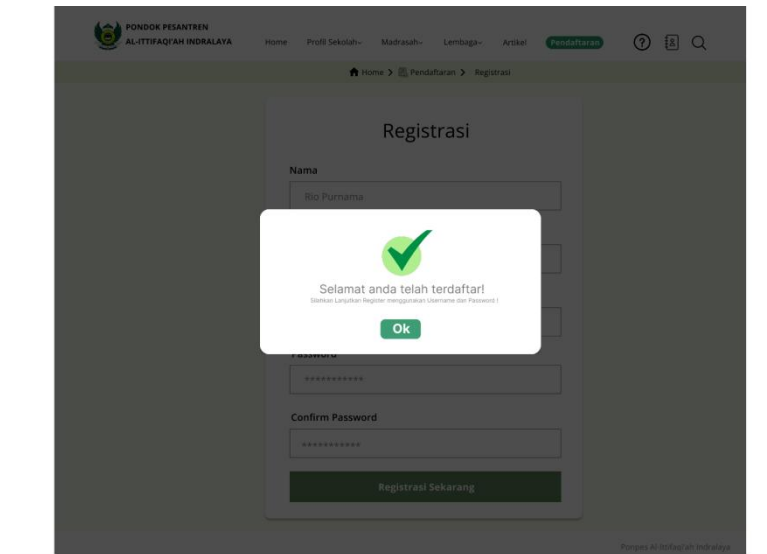 PONDOK PESANTREN
AL-ITTIFAQI'AH INDRALAYA
Home Profil Sekolah Madrasah Lembaga Artikel Pendaftaran
Home > Pendaftaran > Registrasi
Registrasi
Nama
Rio Purnama
Selamat anda telah terdaftar!
Silahkan Lanjutkan Register menggunakan Username dan Password !
Ok
Password
***********
Confirm Password
***********
Registrasi Sekarang
Ponpes Al-Ittifaqi'ah Indralaya